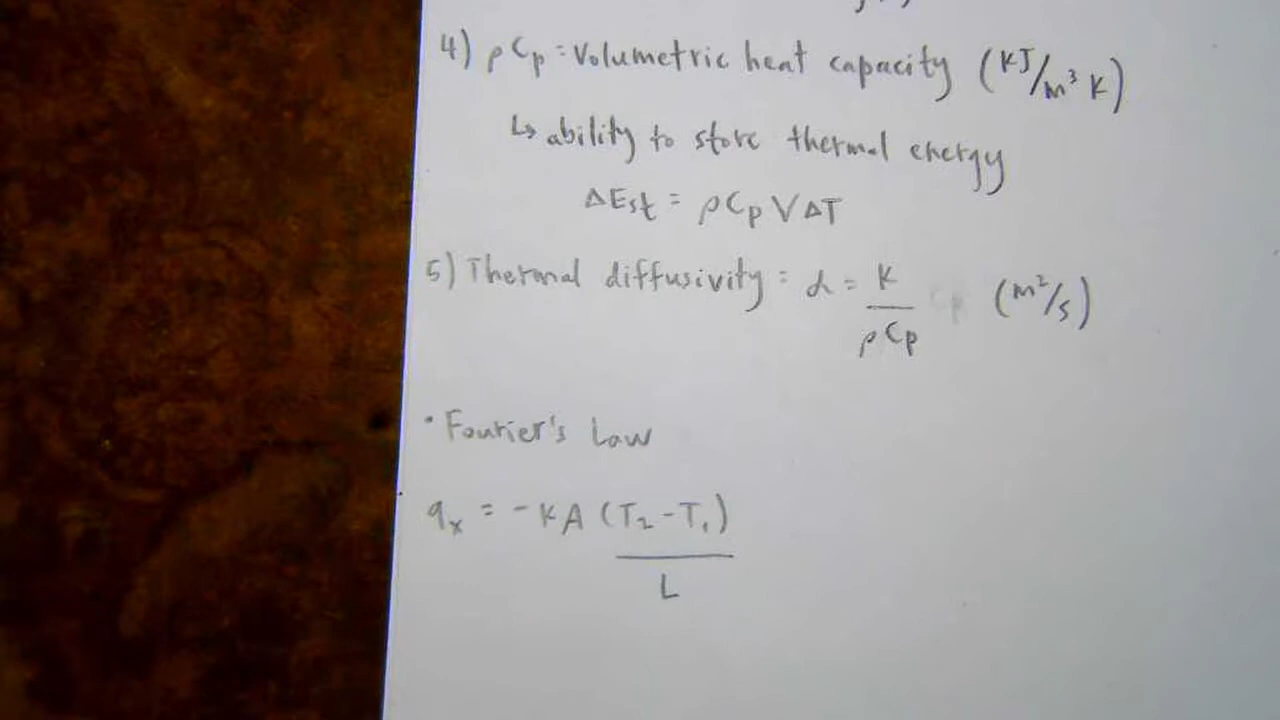 4) ρCp = Volumetric heat capacity (KJ/m³ K)
↳ ability to store thermal energy
ΔEst = ρCp V ΔT
5) Thermal diffusivity = α = K / ρCp (m²/s)
• Fourier's Law
qx = -KA (T2 - T1) / L